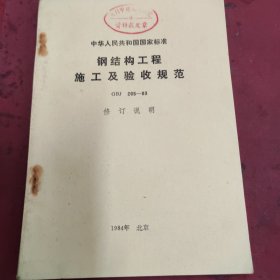 中华人民共和国国家标准
钢结构工程
施工及验收规范
GBJ 205—83
修订说明
1984年 北京